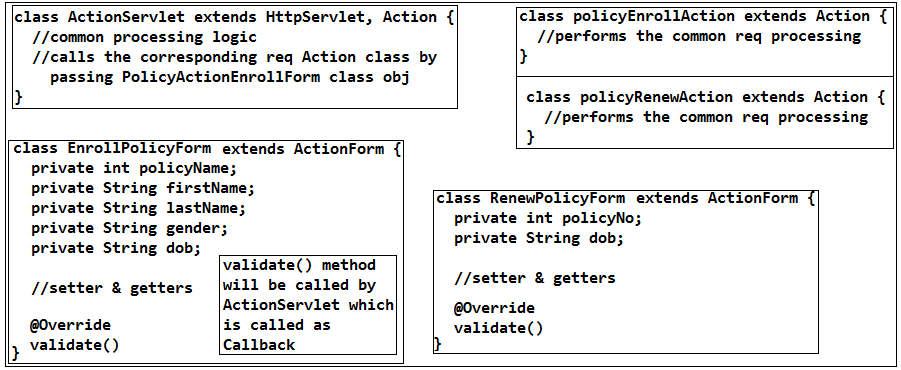 class ActionServlet extends HttpServlet, Action {
//common processing logic
//calls the corresponding req Action class by
passing PolicyActionEnrollForm class obj
}
class policyEnrollAction extends Action {
//performs the common req processing
}
class policyRenewAction extends Action {
//performs the common req processing
}
class EnrollPolicyForm extends ActionForm {
private int policyName;
private String firstName;
private String lastName;
private String gender;
private String dob;
//setter & getters
@Override
validate()
}
validate() method
will be called by
ActionServlet which
is called as
Callback
class RenewPolicyForm extends ActionForm {
private int policyNo;
private String dob;
//setter & getters
@Override
validate()
}